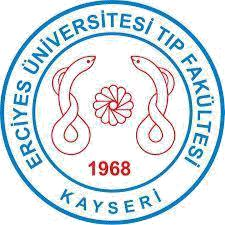 ERCİYES ÜNİVERSİTESİ TIP FAKÜLTESİ
1968
KAYSERİ